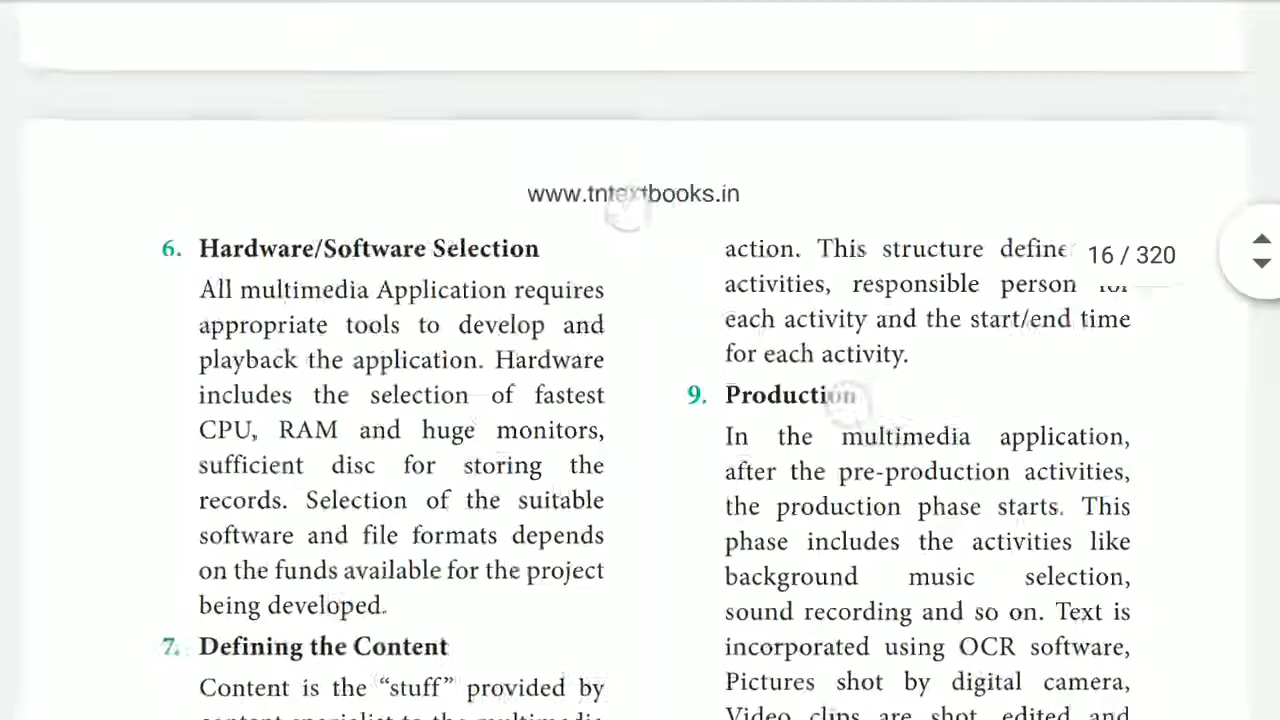 www.tntextbooks.in
6. Hardware/Software Selection
All multimedia Application requires
appropriate tools to develop and
playback the application. Hardware
includes the selection of fastest
CPU, RAM and huge monitors,
sufficient disc for storing the
records. Selection of the suitable
software and file formats depends
on the funds available for the project
being developed.
7. Defining the Content
Content is the “stuff” provided by
action. This structure
activities, responsible person
each activity and the start/end time
for each activity.
9. Production
In the multimedia application,
after the pre-production activities,
the production phase starts. This
phase includes the activities like
background music selection,
sound recording and so on. Text is
incorporated using OCR software,
Pictures shot by digital camera,
Video clips are shot, edited and
16 / 320